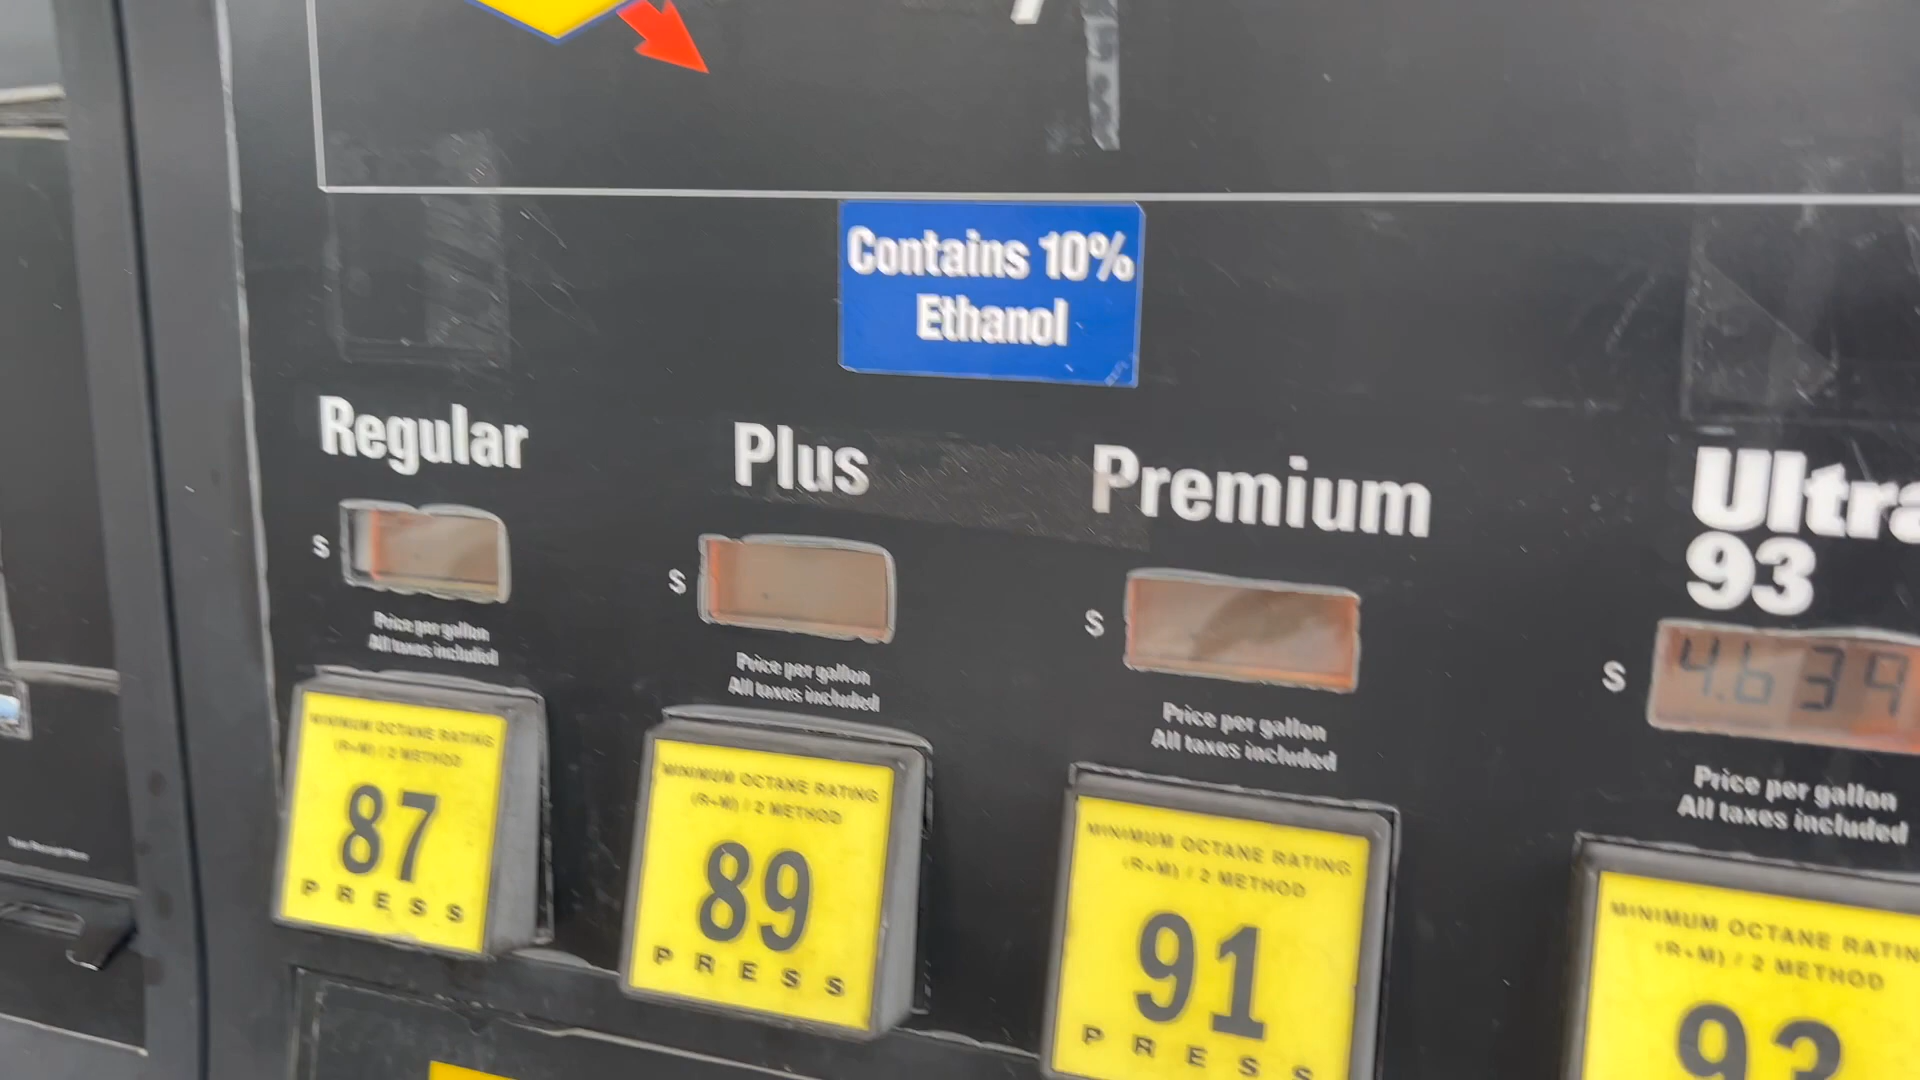 Contains 10%
Ethanol
Regular
Plus
Premium
Ultra
93
$
$
$
$ 4.639
Price per gallon
All taxes included
Price per gallon
All taxes included
Price per gallon
All taxes included
Price per gallon
All taxes included
MINIMUM OCTANE RATING
(R+M) / 2 METHOD
87
PRESS
MINIMUM OCTANE RATING
(R+M) / 2 METHOD
89
PRESS
MINIMUM OCTANE RATING
(R+M) / 2 METHOD
91
PRESS
MINIMUM OCTANE RATIN
(R+M) / 2 METHOD
93